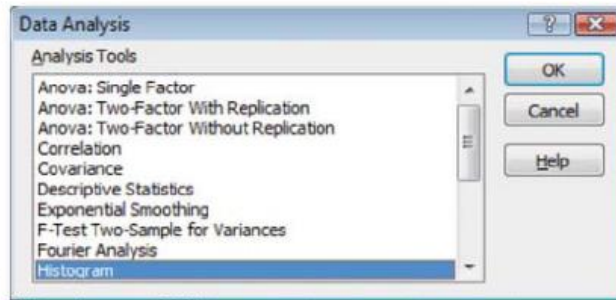 Data Analysis
Analysis Tools
Anova: Single Factor
Anova: Two-Factor With Replication
Anova: Two-Factor Without Replication
Correlation
Covariance
Descriptive Statistics
Exponential Smoothing
F-Test Two-Sample for Variances
Fourier Analysis
Histogram
OK
Cancel
Help